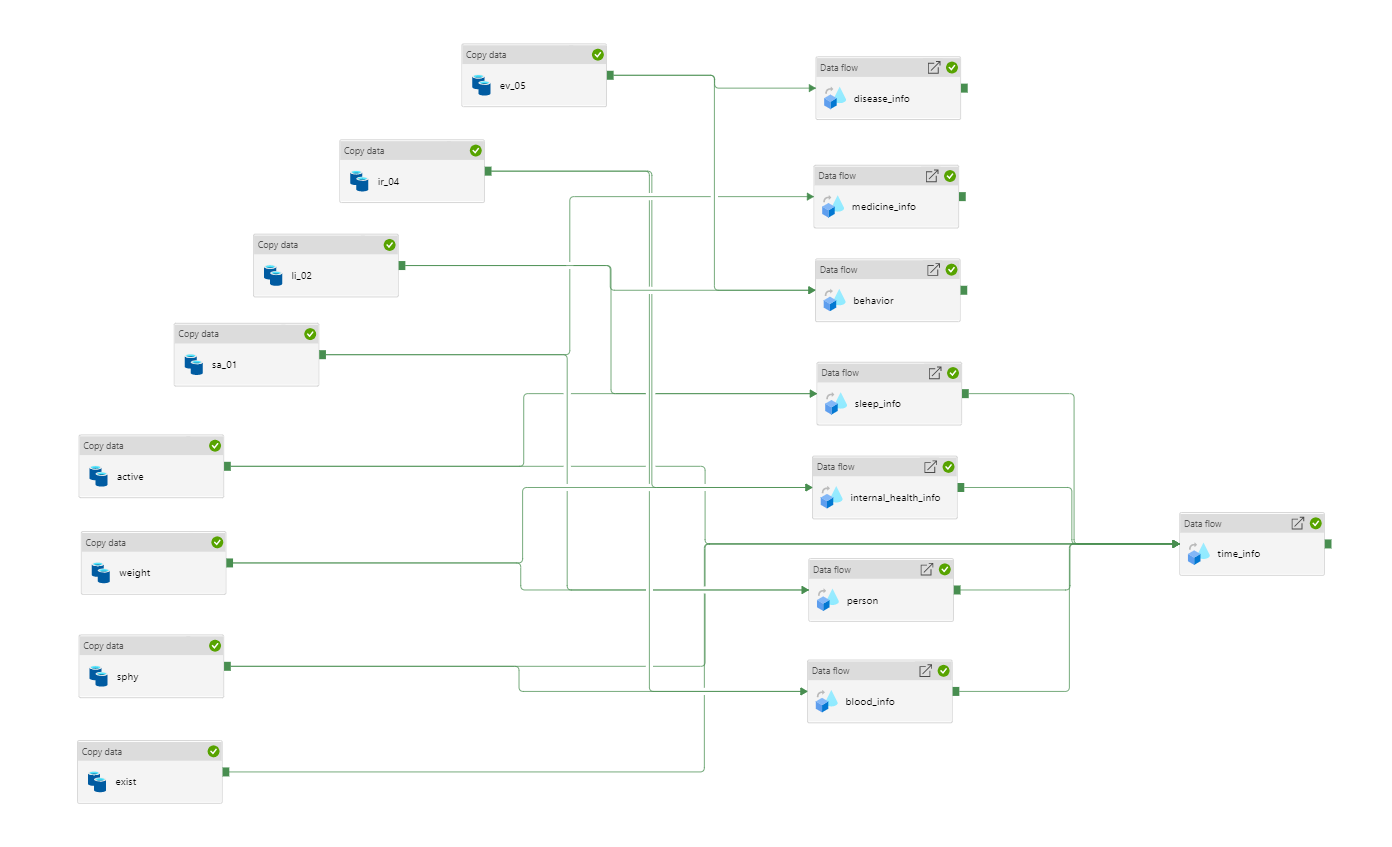 Copy data
ev_05
Data flow
disease_info
Copy data
ir_04
Data flow
medicine_info
Copy data
li_02
Data flow
behavior
Copy data
sa_01
Data flow
sleep_info
Copy data
active
Data flow
internal_health_info
Data flow
time_info
Copy data
weight
Data flow
person
Copy data
sphy
Data flow
blood_info
Copy data
exist